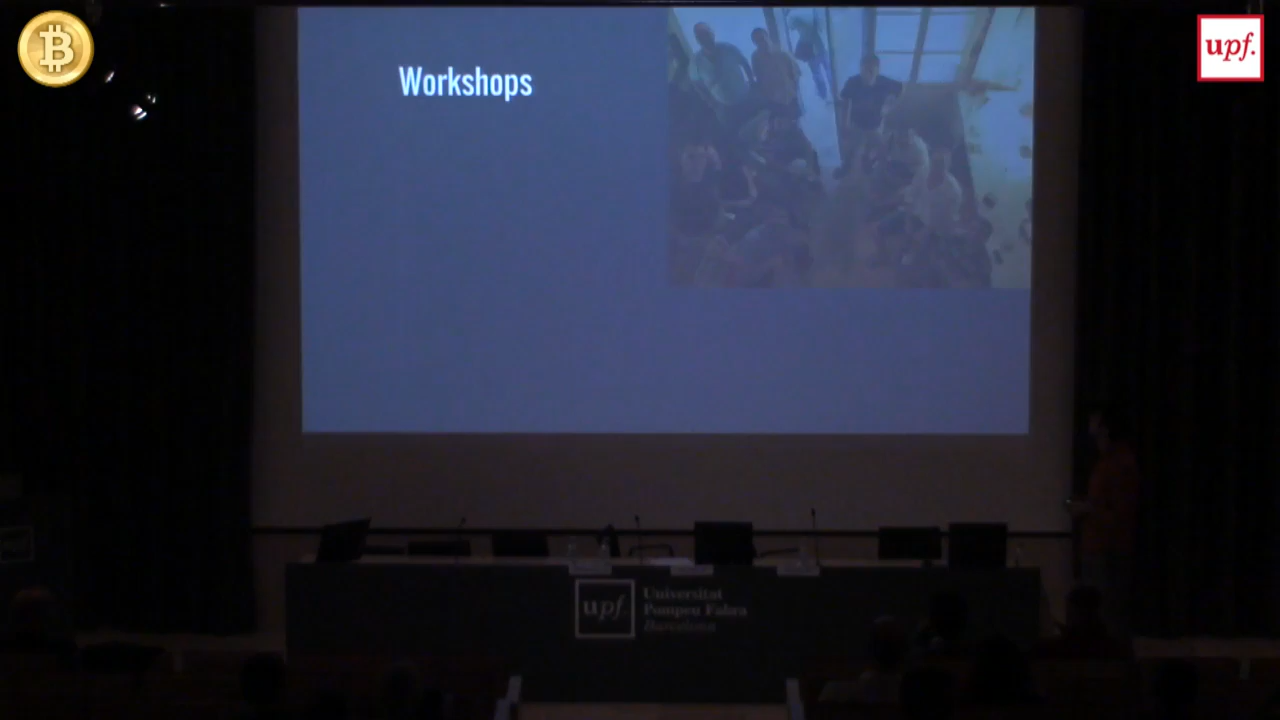 upf.
Workshops
upf.
Universitat
Pompeu Fabra
Barcelona